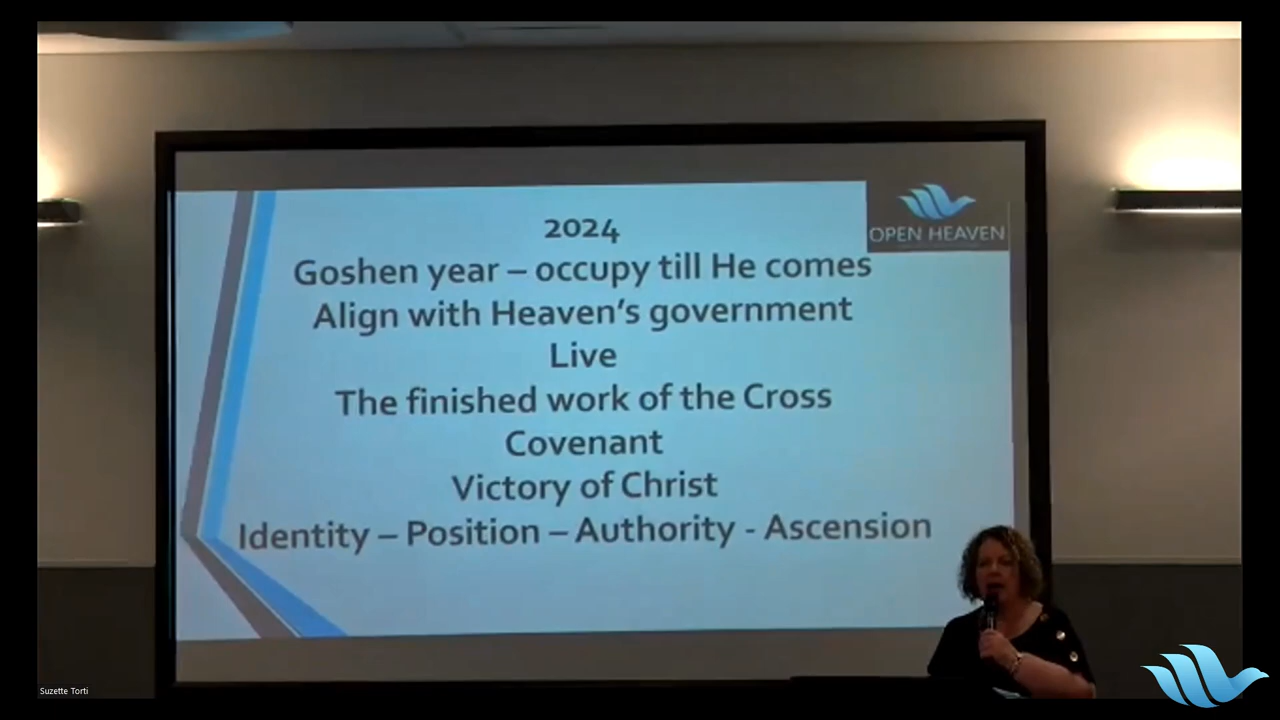 2024
OPEN HEAVEN
Goshen year – occupy till He comes
Align with Heaven's government
Live
The finished work of the Cross
Covenant
Victory of Christ
Identity – Position – Authority - Ascension
Suzette Torti